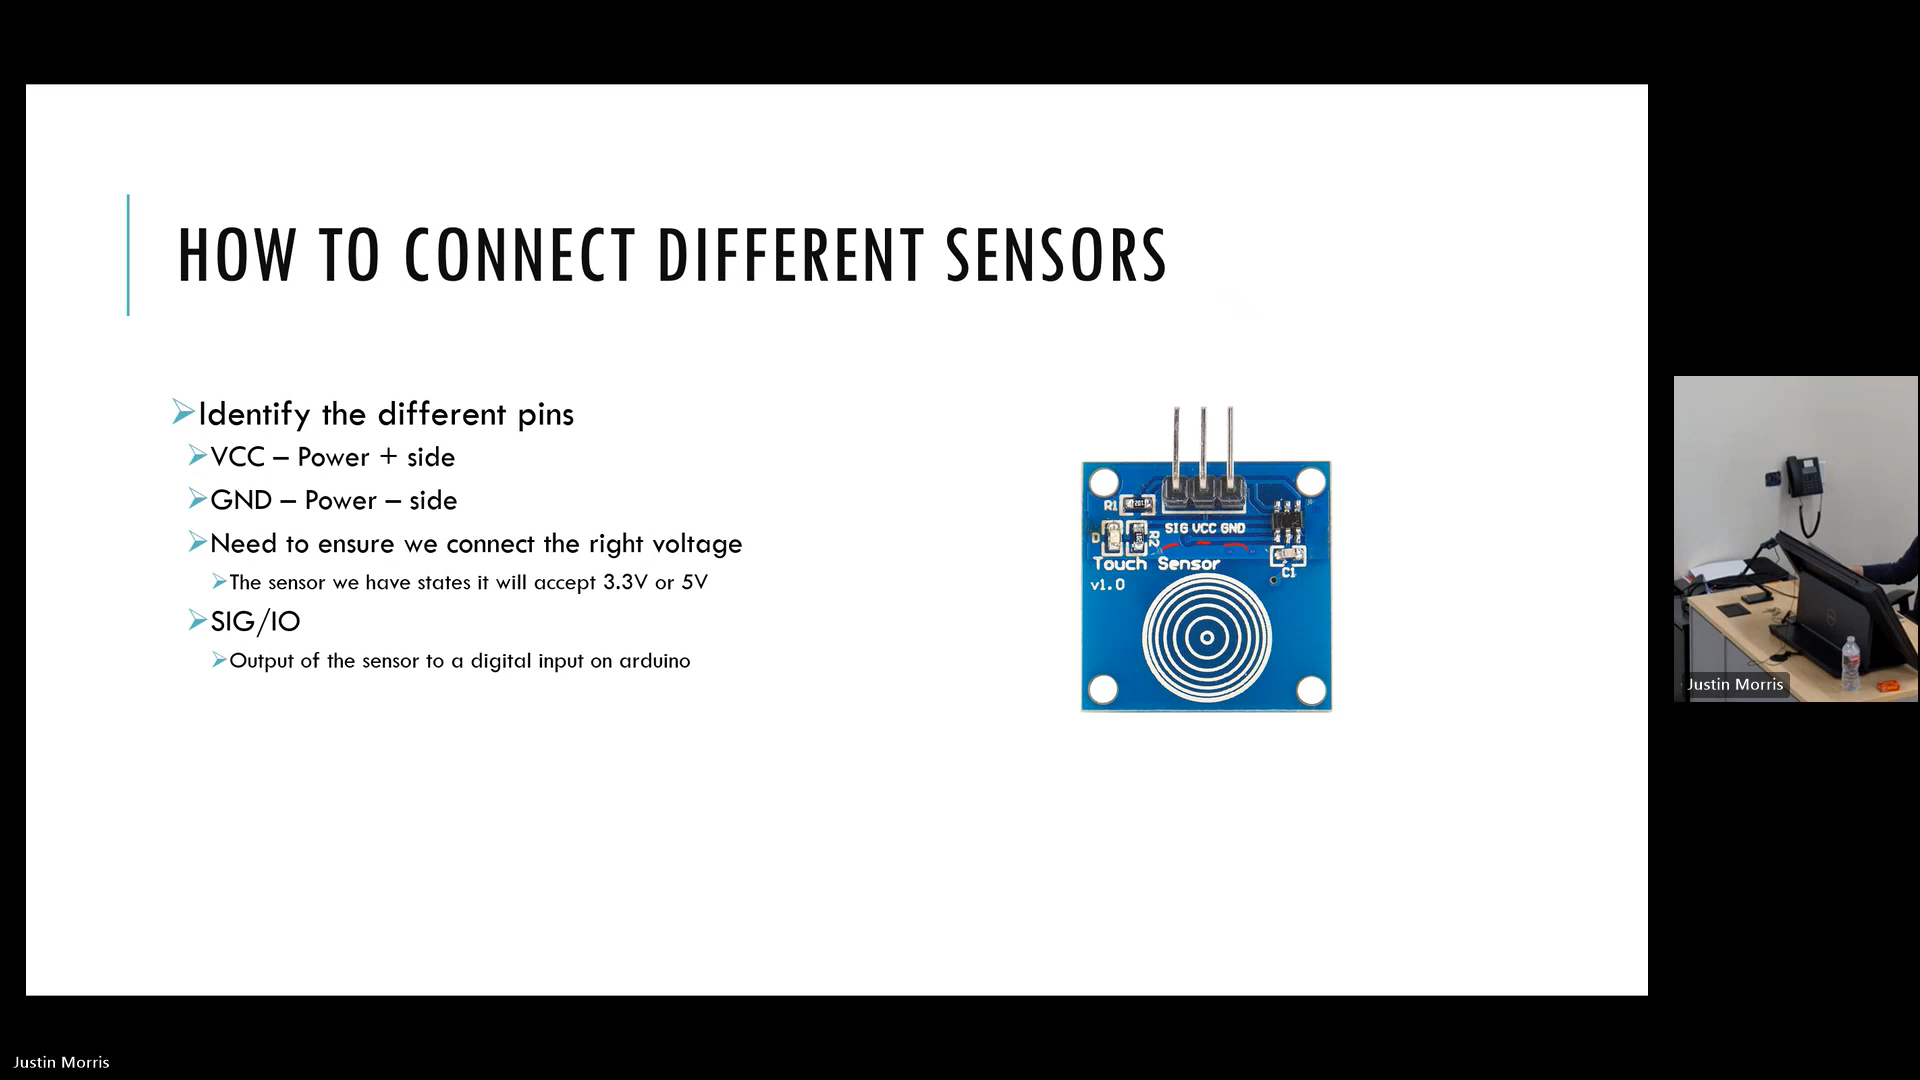 HOW TO CONNECT DIFFERENT SENSORS
Identify the different pins
VCC – Power + side
GND – Power – side
Need to ensure we connect the right voltage
The sensor we have states it will accept 3.3V or 5V
SIG/IO
Output of the sensor to a digital input on arduino
R1
SIG VCC GND
R2
Touch Sensor
C1
v1.0
Justin Morris
Justin Morris